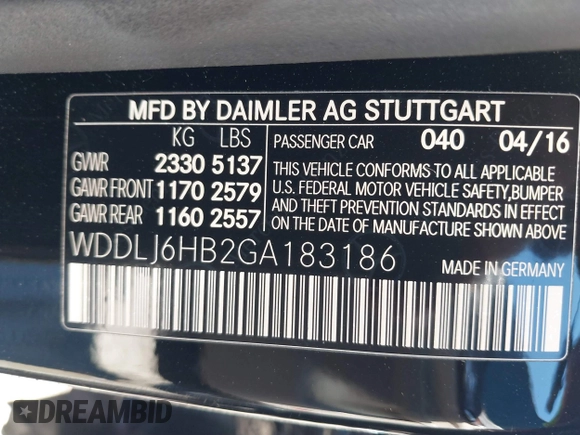 MFD BY DAIMLER AG STUTTGART
KG LBS
GVWR 2330 5137
GAWR FRONT 1170 2579
GAWR REAR 1160 2557
PASSENGER CAR 040 04/16
THIS VEHICLE CONFORMS TO ALL APPLICABLE
U.S. FEDERAL MOTOR VEHICLE SAFETY,BUMPER
AND THEFT PREVENTION STANDARDS IN EFFECT
ON THE DATE OF MANUFACTURE SHOWN ABOVE.
WDDLJ6HB2GA183186
MADE IN GERMANY
DREAMBID